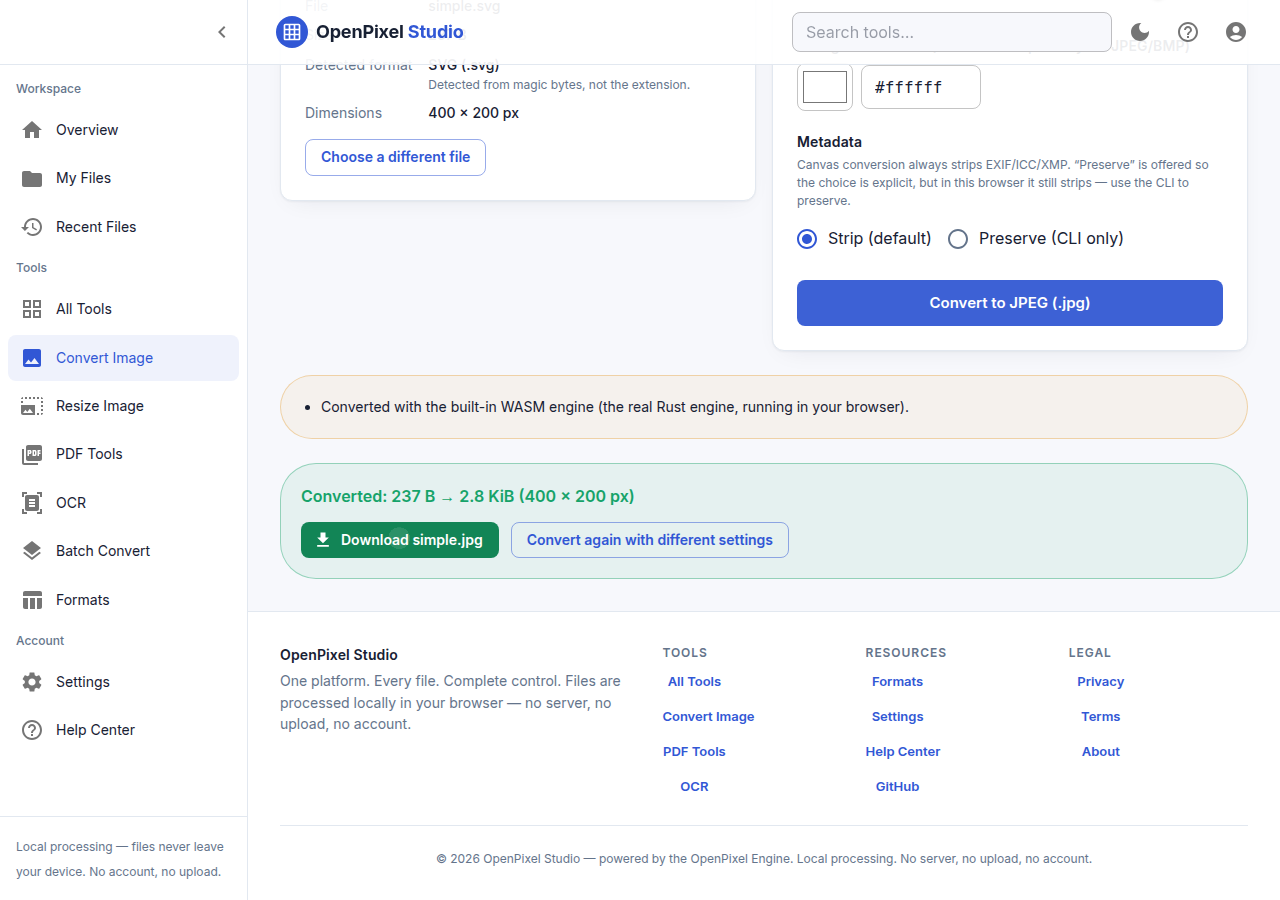 OpenPixel Studio
Search tools...
Workspace
Overview
My Files
Recent Files
Tools
All Tools
Convert Image
Resize Image
PDF Tools
OCR
Batch Convert
Formats
Account
Settings
Help Center
Local processing — files never leave
your device. No account, no upload.
File simple.svg
Detected format SVG (.svg)
Detected from magic bytes, not the extension.
Dimensions 400 × 200 px
Choose a different file
JPEG/BMP)
#ffffff
Metadata
Canvas conversion always strips EXIF/ICC/XMP. “Preserve” is offered so
the choice is explicit, but in this browser it still strips — use the CLI to
preserve.
Strip (default) Preserve (CLI only)
Convert to JPEG (.jpg)
• Converted with the built-in WASM engine (the real Rust engine, running in your browser).
Converted: 237 B → 2.8 KiB (400 × 200 px)
Download simple.jpg Convert again with different settings
OpenPixel Studio
One platform. Every file. Complete control. Files are
processed locally in your browser — no server, no
upload, no account.
TOOLS
All Tools
Convert Image
PDF Tools
OCR
RESOURCES
Formats
Settings
Help Center
GitHub
LEGAL
Privacy
Terms
About
© 2026 OpenPixel Studio — powered by the OpenPixel Engine. Local processing. No server, no upload, no account.